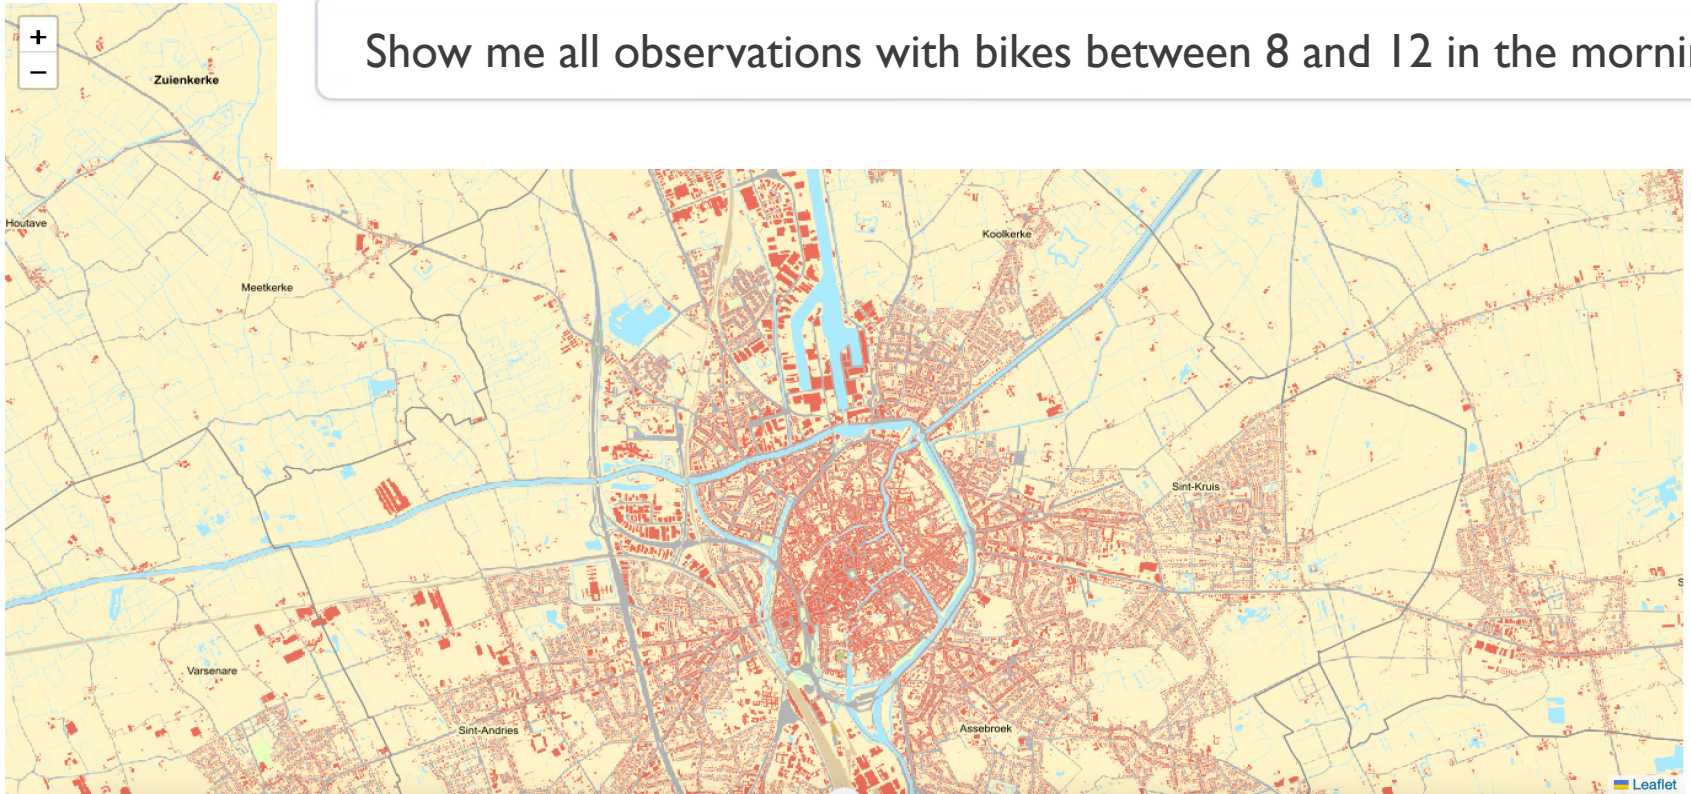 +
−
Show me all observations with bikes between 8 and 12 in the morni
Zuienkerke
Houtave
Koolkerke
Meetkerke
Sint-Kruis
Varsenare
Sint-Andries
Assebroek
Leaflet